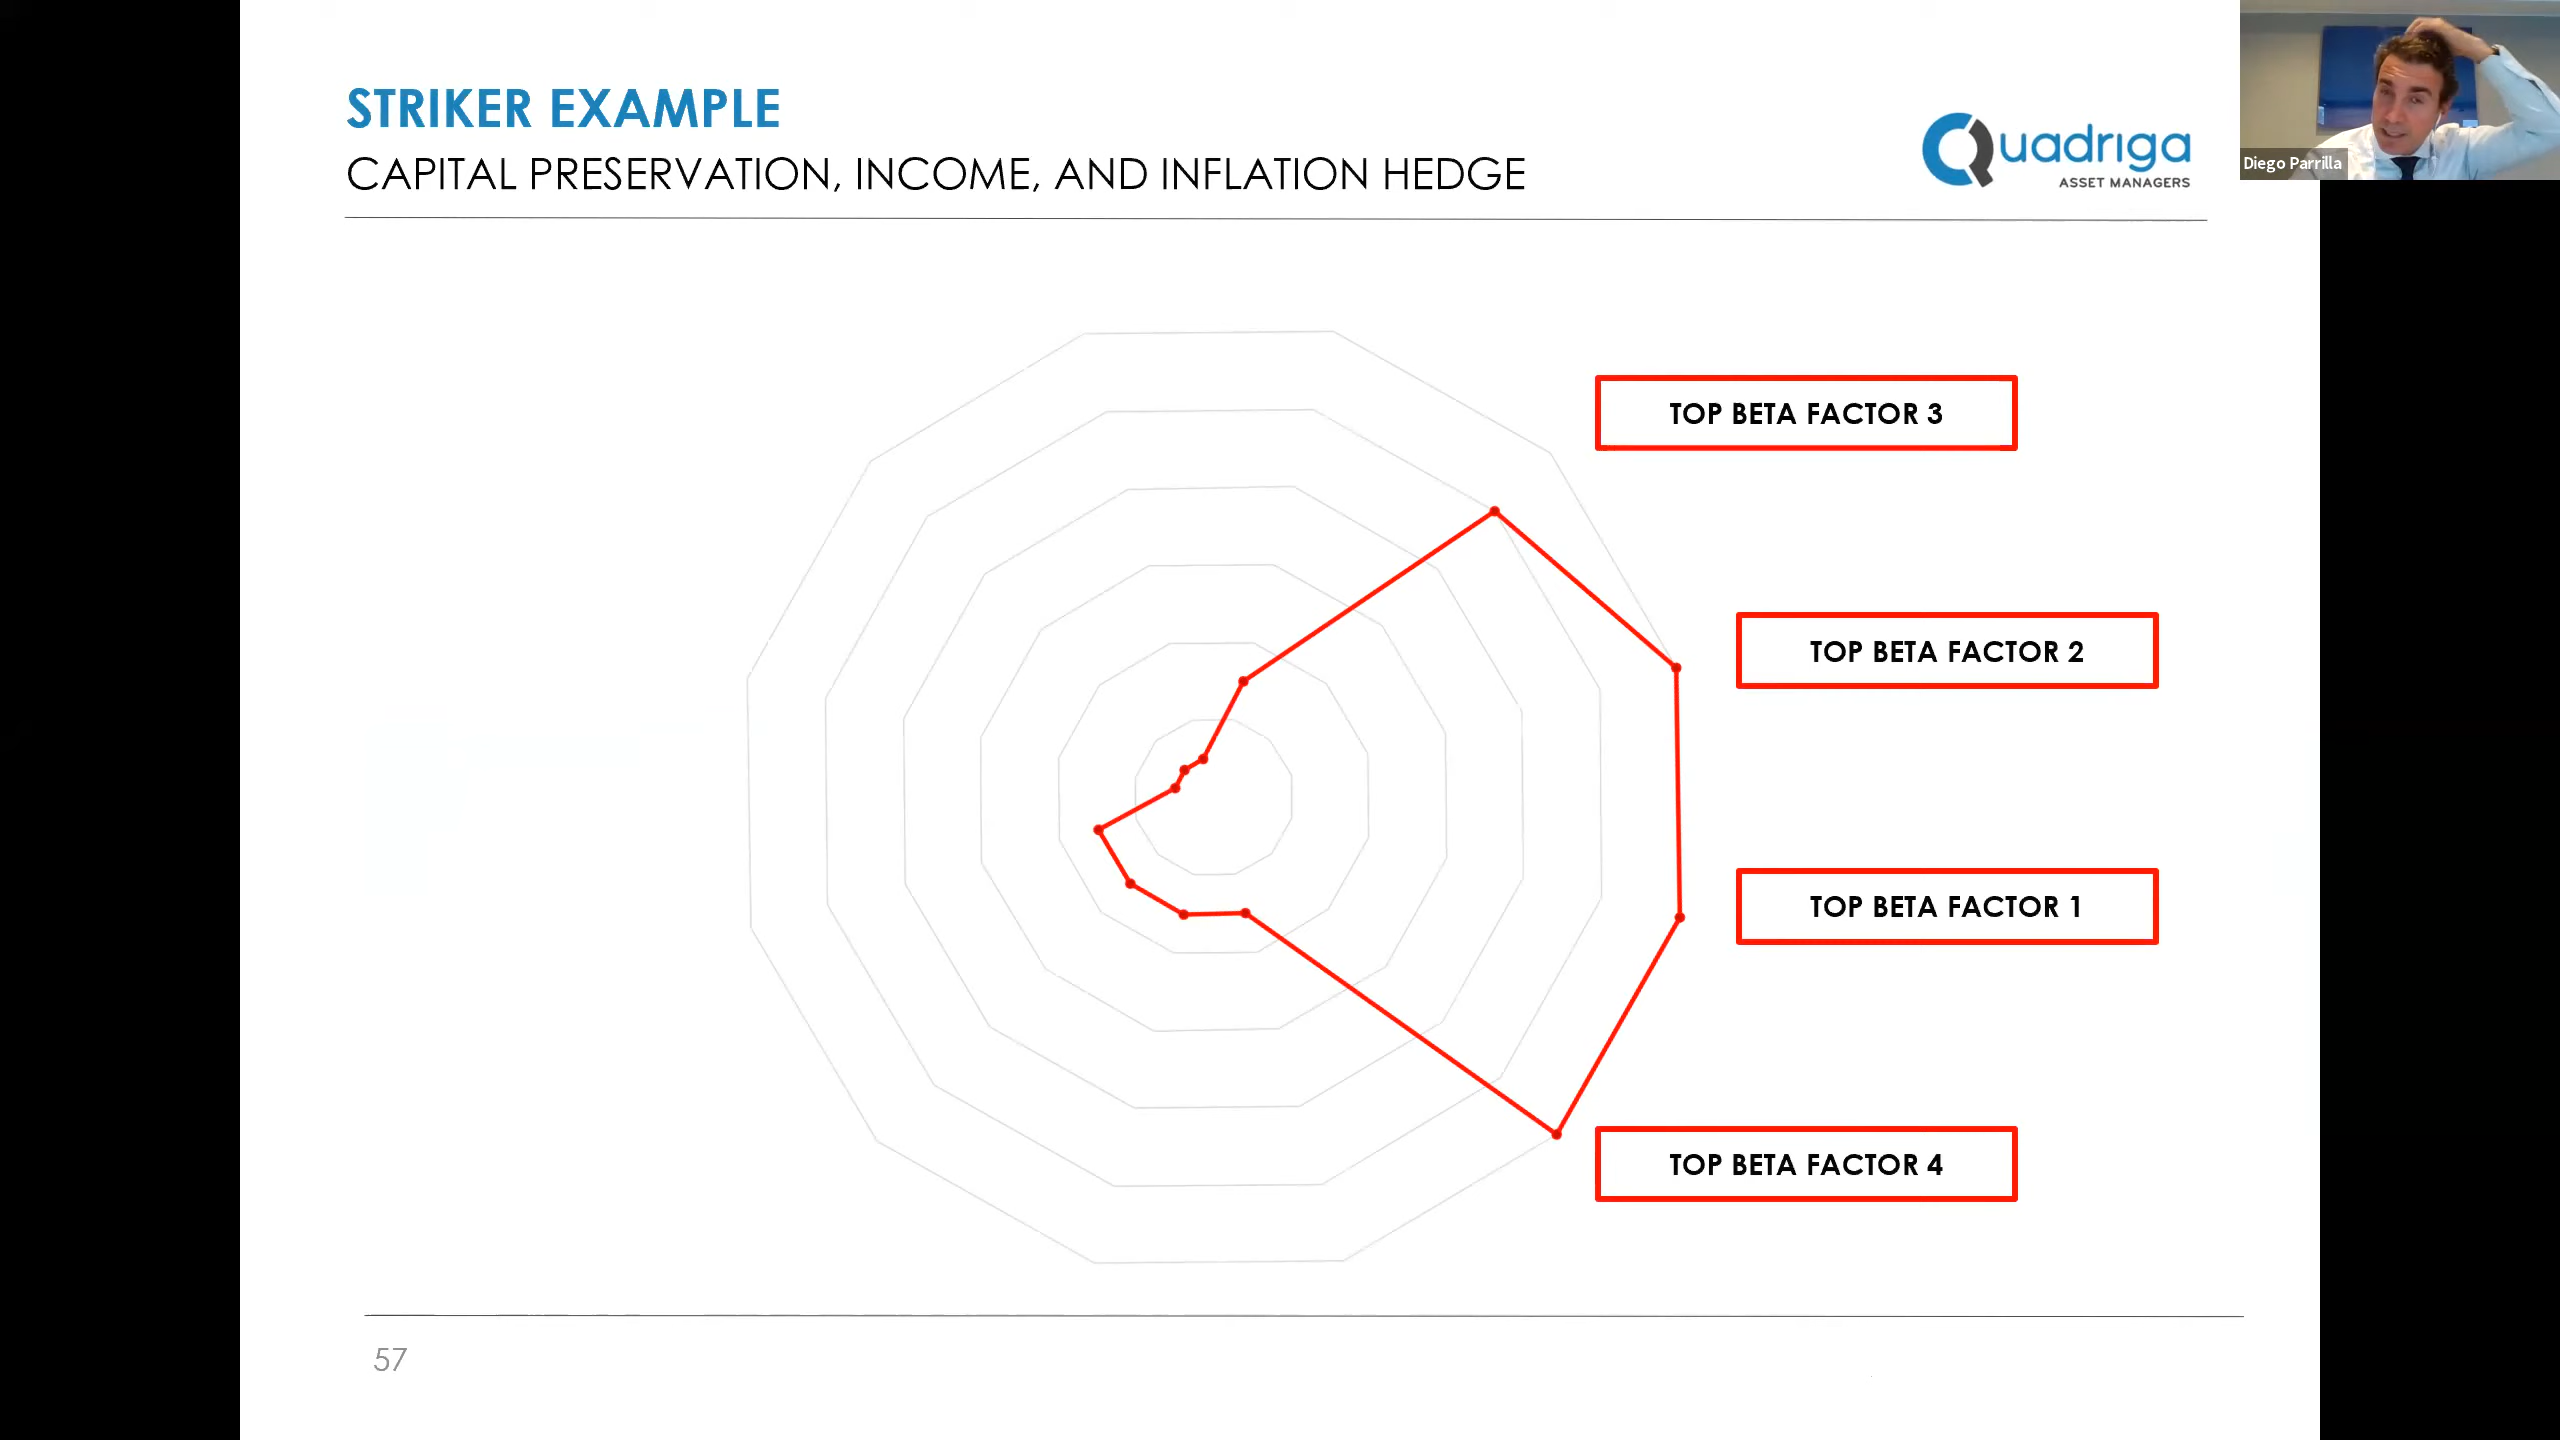 STRIKER EXAMPLE
CAPITAL PRESERVATION, INCOME, AND INFLATION HEDGE
Quadriga
ASSET MANAGERS
Diego Parrilla
TOP BETA FACTOR 3
TOP BETA FACTOR 2
TOP BETA FACTOR 1
TOP BETA FACTOR 4
57